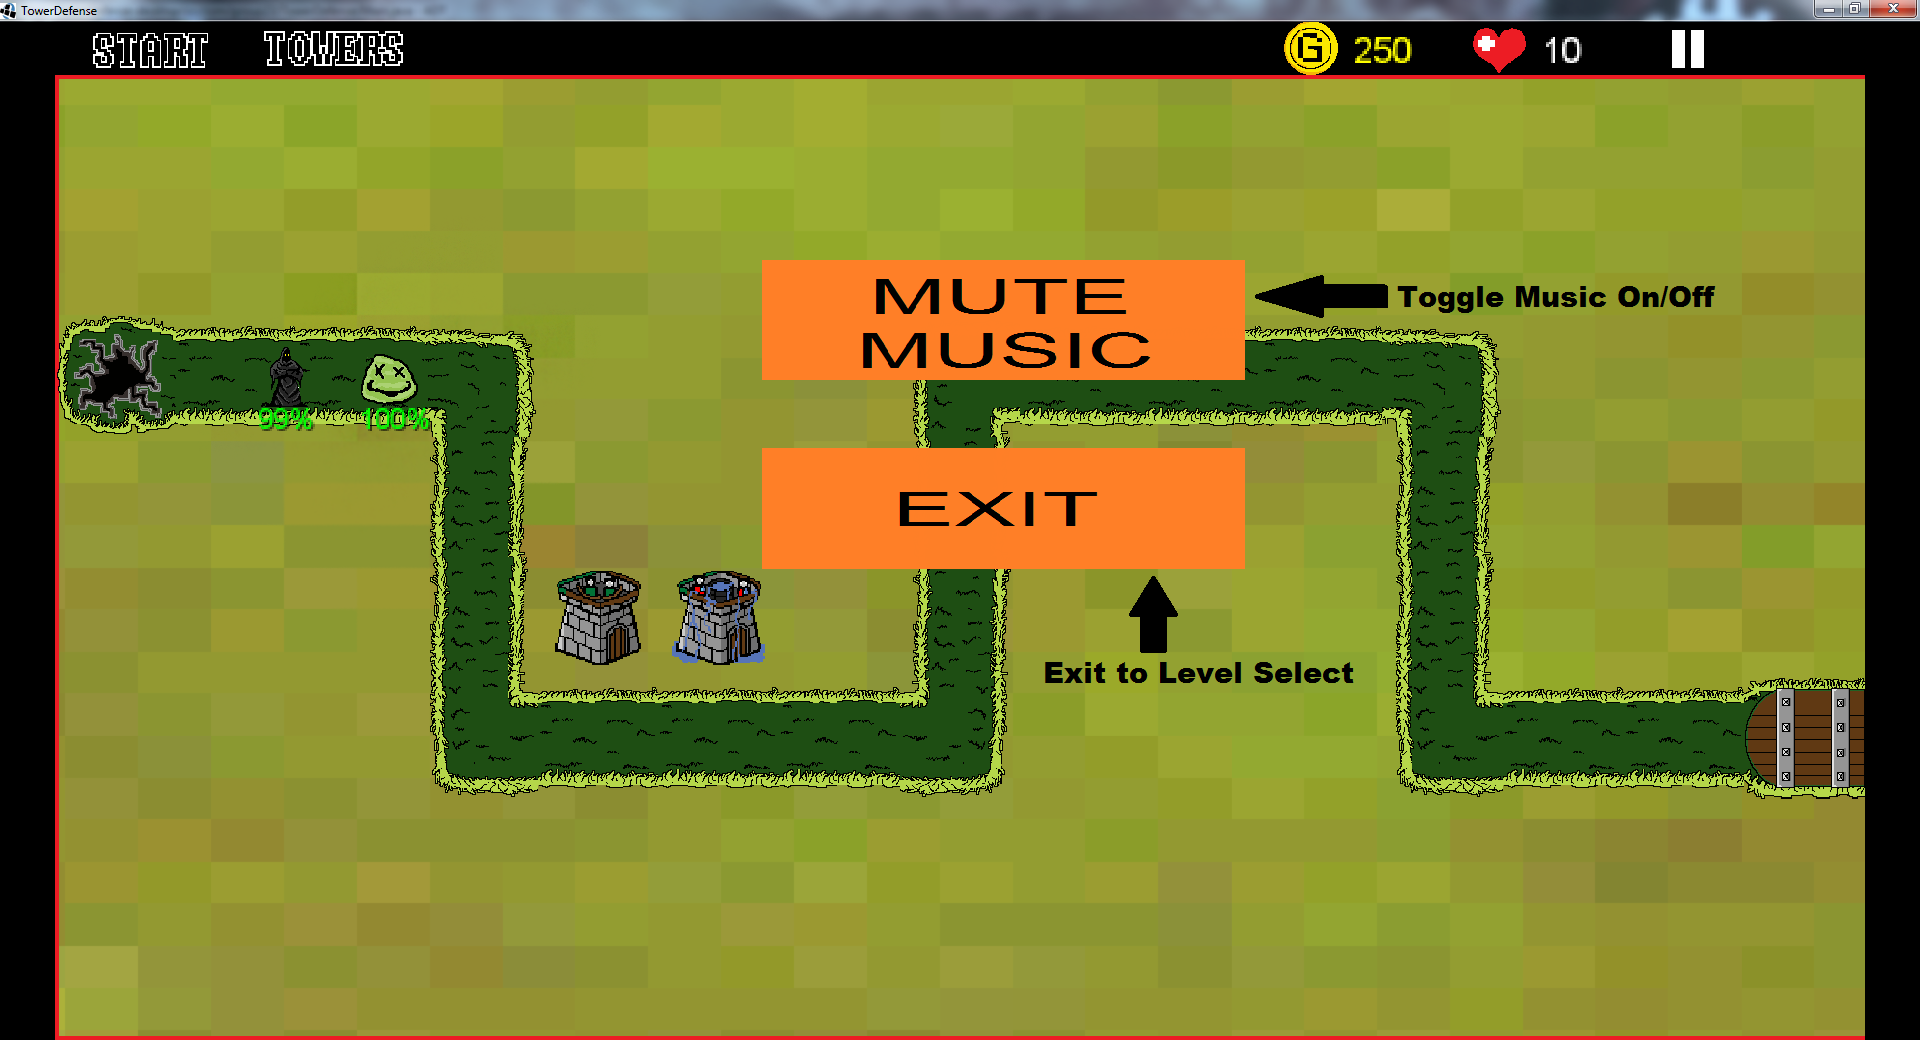 TowerDefense
START TOWERS G 250 10
MUTE
MUSIC
Toggle Music On/Off
99% 100%
EXIT
Exit to Level Select